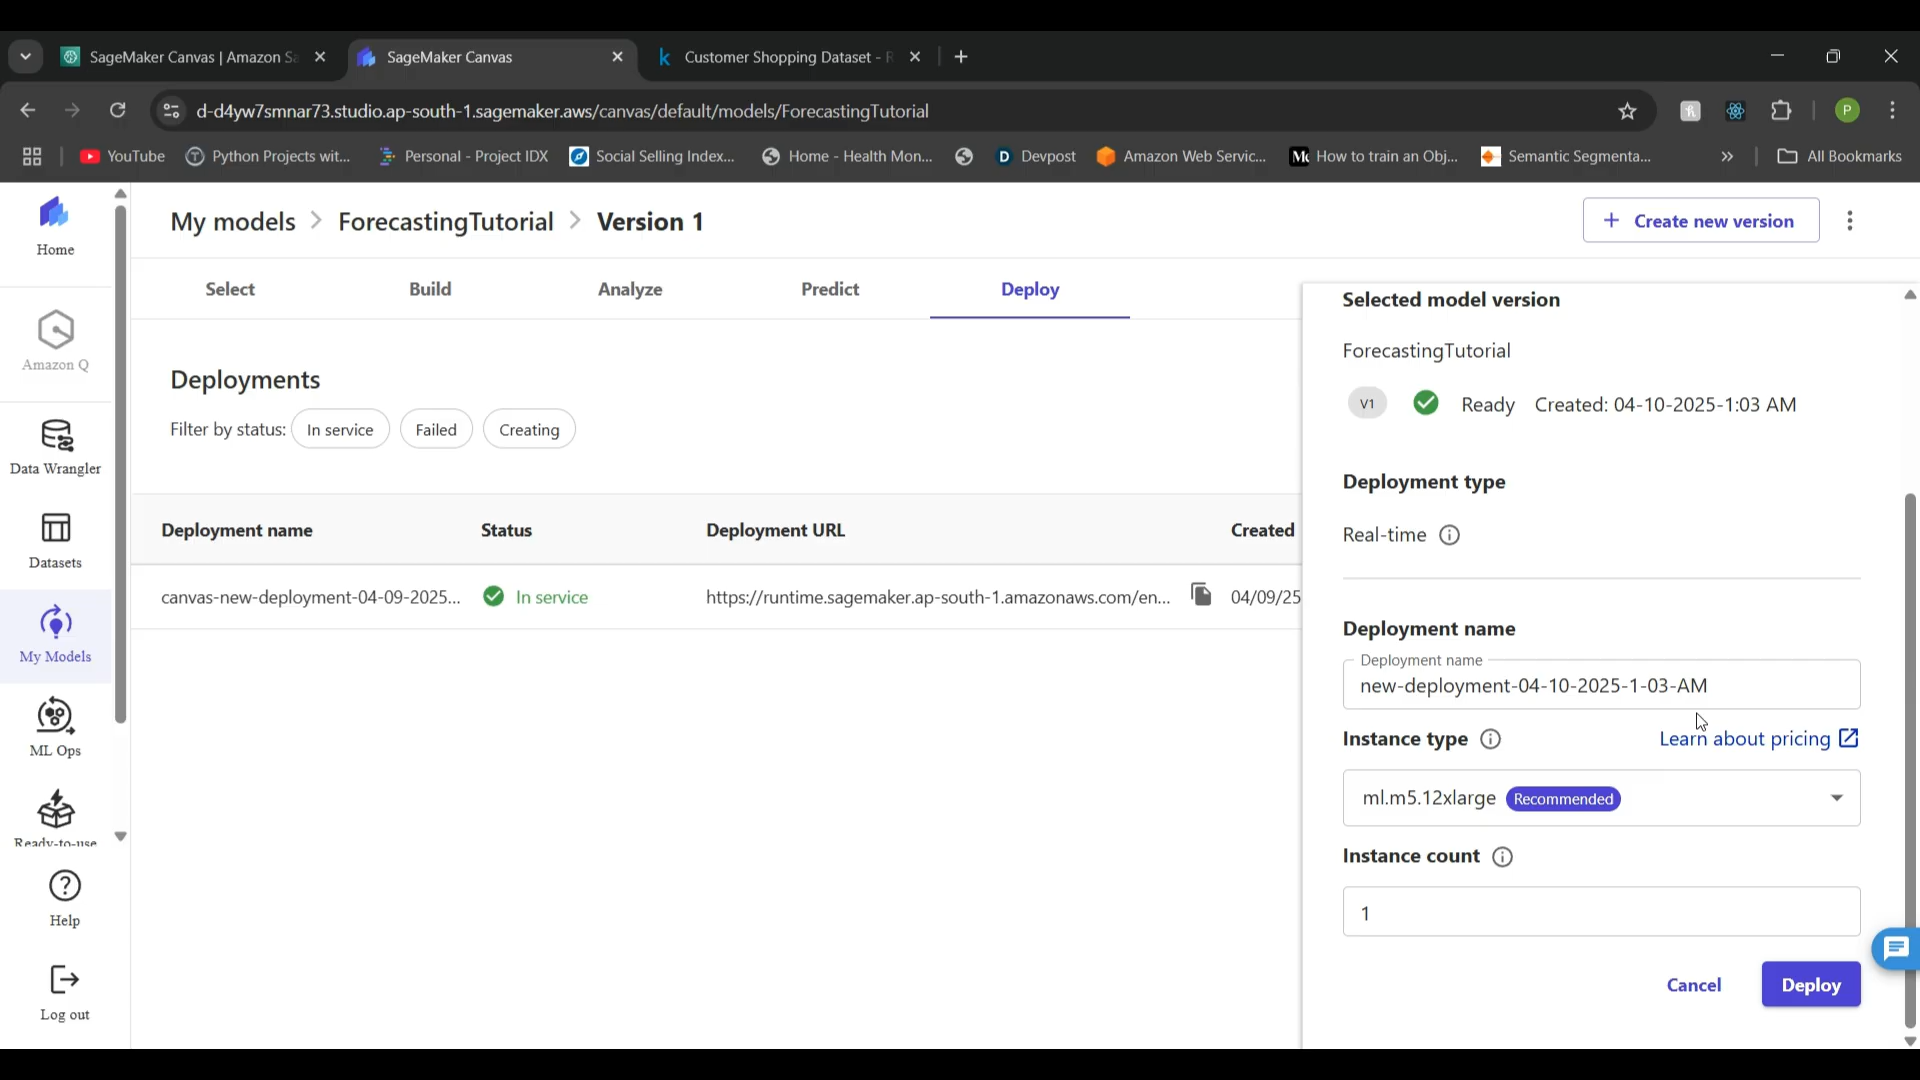 SageMaker Canvas | Amazon Sa
SageMaker Canvas
Customer Shopping Dataset - R
d-d4yw7smnar73.studio.ap-south-1.sagemaker.aws/canvas/default/models/ForecastingTutorial
P
YouTube
Python Projects wit...
Personal - Project IDX
Social Selling Index...
Home - Health Mon...
Devpost
Amazon Web Servic...
How to train an Obj...
Semantic Segmenta...
All Bookmarks
Home
Amazon Q
Data Wrangler
Datasets
My Models
ML Ops
Ready-to-use
Help
Log out
My models > ForecastingTutorial > Version 1
+ Create new version
Select
Build
Analyze
Predict
Deploy
Deployments
Filter by status: In service Failed Creating
Deployment name Status Deployment URL Created
canvas-new-deployment-04-09-2025... In service https://runtime.sagemaker.ap-south-1.amazonaws.com/en... 04/09/25
Selected model version
ForecastingTutorial
V1 Ready Created: 04-10-2025-1:03 AM
Deployment type
Real-time
Deployment name
Deployment name
new-deployment-04-10-2025-1-03-AM
Instance type Learn about pricing
ml.m5.12xlarge Recommended
Instance count
1
Cancel Deploy